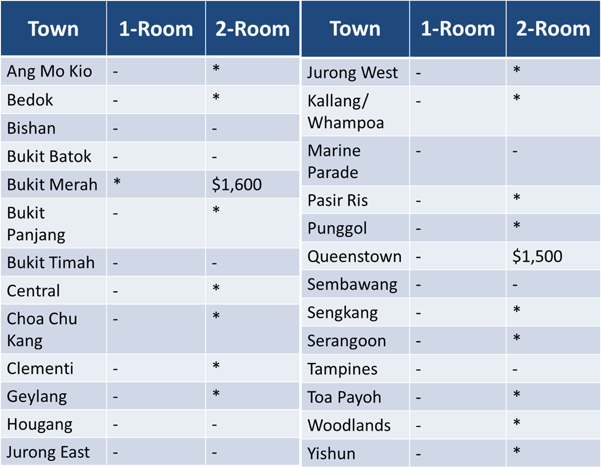 Town 1-Room 2-Room
Ang Mo Kio - *
Bedok - *
Bishan - -
Bukit Batok - -
Bukit Merah * $1,600
Bukit - *
Panjang
Bukit Timah - -
Central - *
Choa Chu - *
Kang
Clementi - *
Geylang - *
Hougang - -
Jurong East - -
Town 1-Room 2-Room
Jurong West - *
Kallang/ - *
Whampoa
Marine - -
Parade
Pasir Ris - *
Punggol - *
Queenstown - $1,500
Sembawang - -
Sengkang - *
Serangoon - *
Tampines - -
Toa Payoh - *
Woodlands - *
Yishun - *